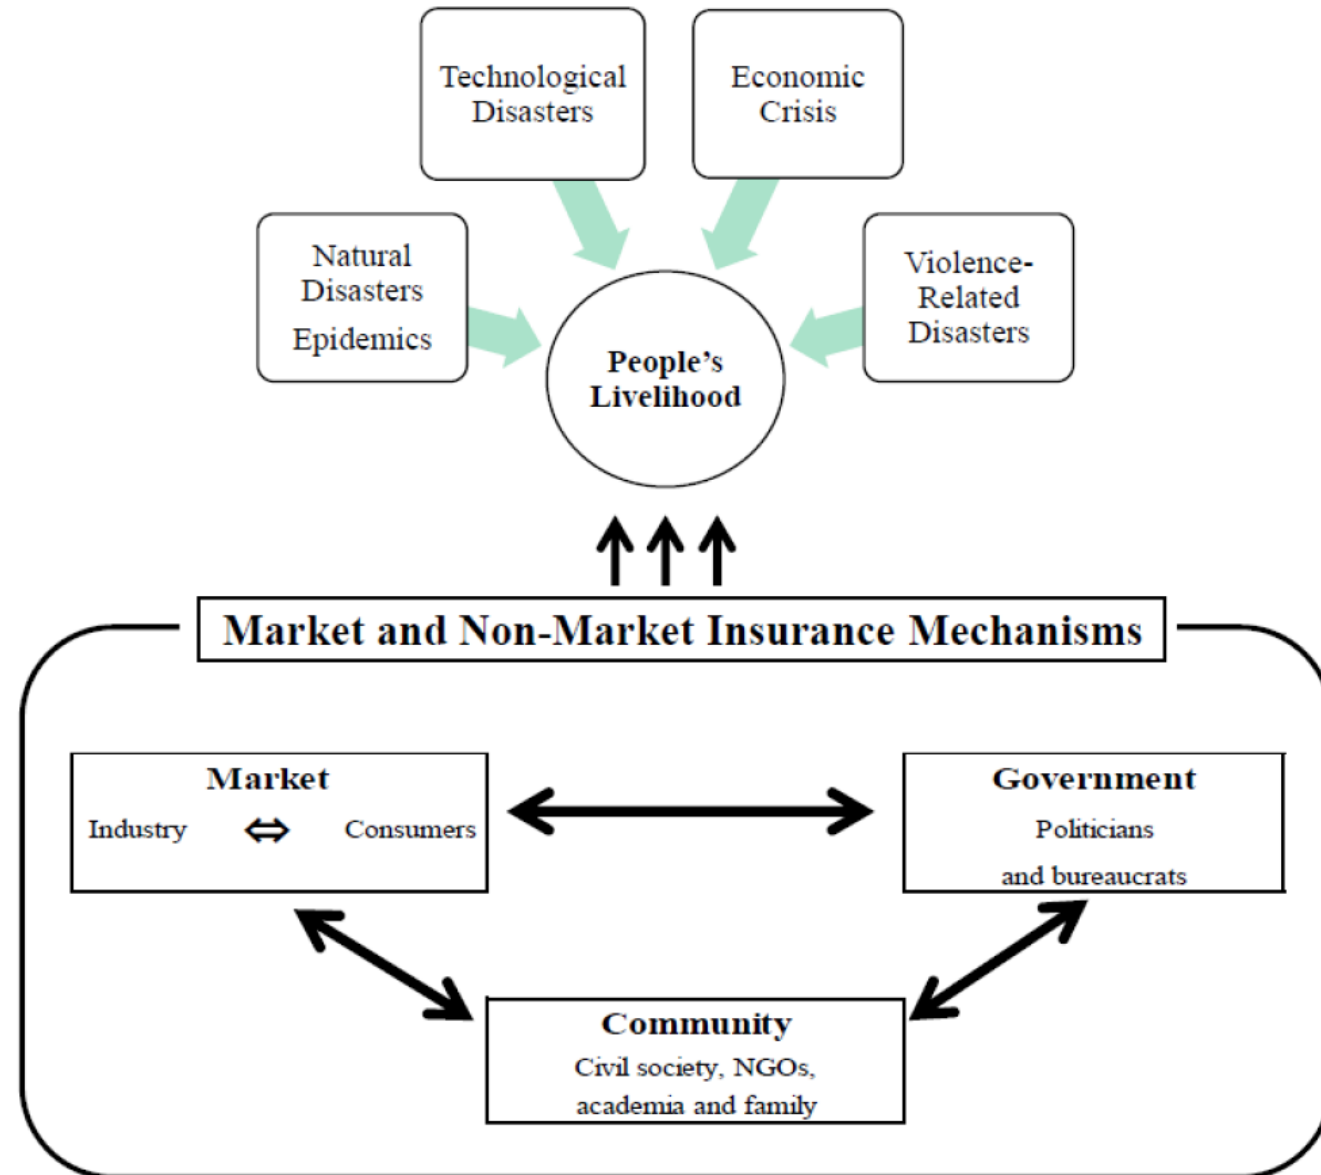 Technological
Disasters
Economic
Crisis
Natural
Disasters
Epidemics
Violence-
Related
Disasters
People’s
Livelihood
Market and Non-Market Insurance Mechanisms
Market
Industry ⇔ Consumers
Government
Politicians
and bureaucrats
Community
Civil society, NGOs,
academia and family